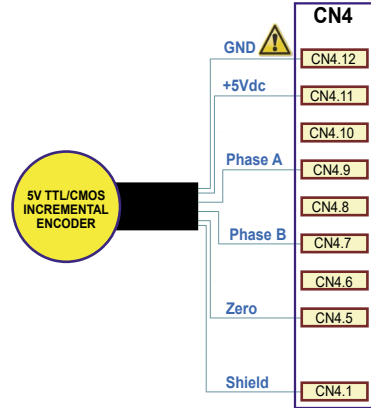 CN4
GND
CN4.12
+5Vdc
CN4.11
CN4.10
Phase A
CN4.9
5V TTL/CMOS
INCREMENTAL
ENCODER
CN4.8
Phase B
CN4.7
CN4.6
Zero
CN4.5
Shield
CN4.1